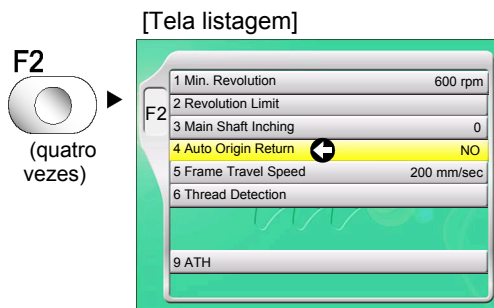 [Tela listagem]
F2
(quatro
vezes)
F2
1 Min. Revolution 600 rpm
2 Revolution Limit
3 Main Shaft Inching 0
4 Auto Origin Return NO
5 Frame Travel Speed 200 mm/sec
6 Thread Detection
9 ATH